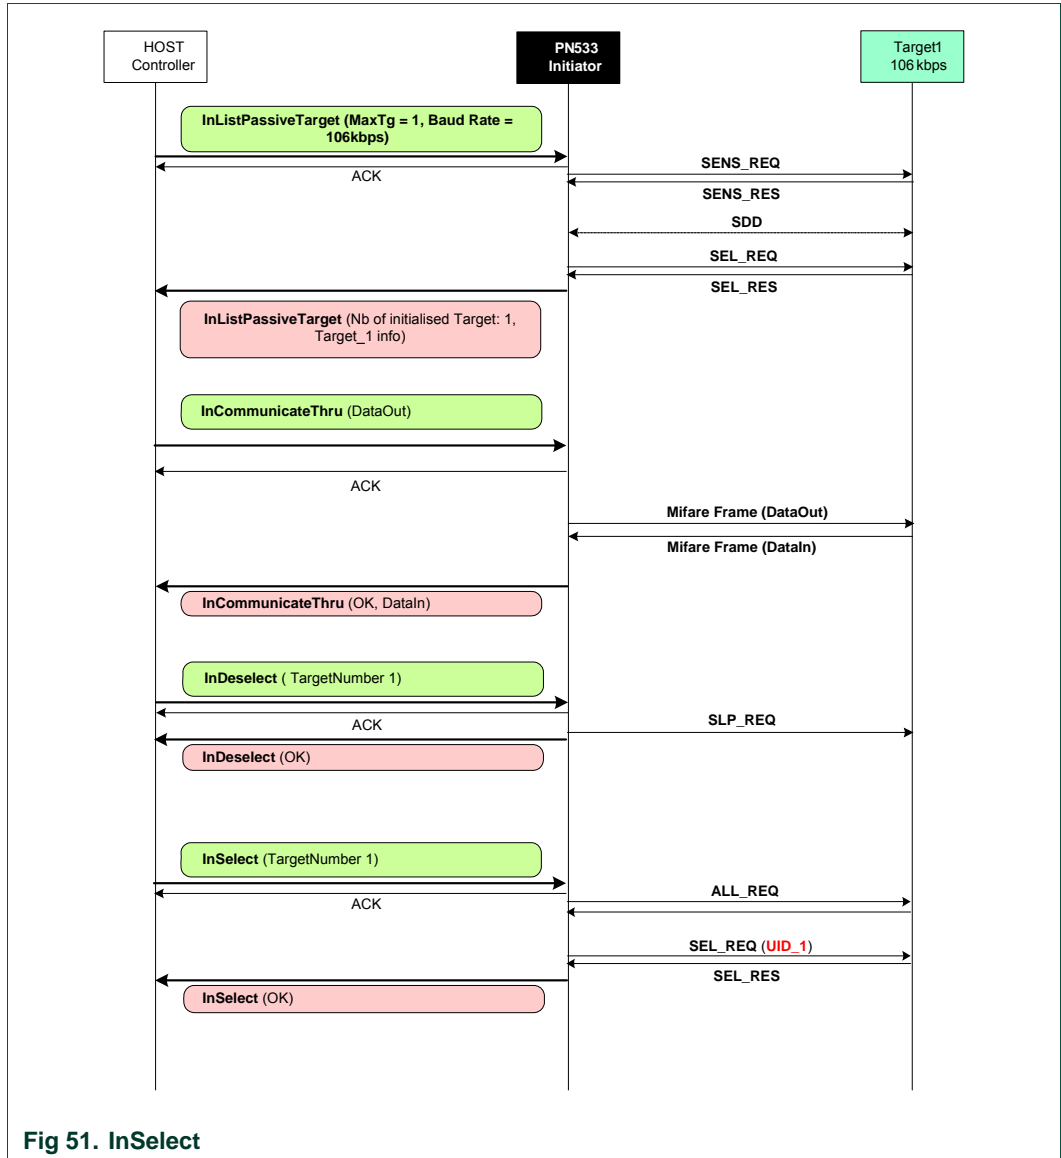 HOST
Controller
PN533
Initiator
Target1
106 kbps
InListPassiveTarget (MaxTg = 1, Baud Rate =
106kbps)
ACK
SENS_REQ
SENS_RES
SDD
SEL_REQ
SEL_RES
InListPassiveTarget (Nb of initialised Target: 1,
Target_1 info)
InCommunicateThru (DataOut)
ACK
Mifare Frame (DataOut)
Mifare Frame (DataIn)
InCommunicateThru (OK, DataIn)
InDeselect ( TargetNumber 1)
ACK
SLP_REQ
InDeselect (OK)
InSelect (TargetNumber 1)
ACK
ALL_REQ
SEL_REQ (UID_1)
SEL_RES
InSelect (OK)
Fig 51. InSelect